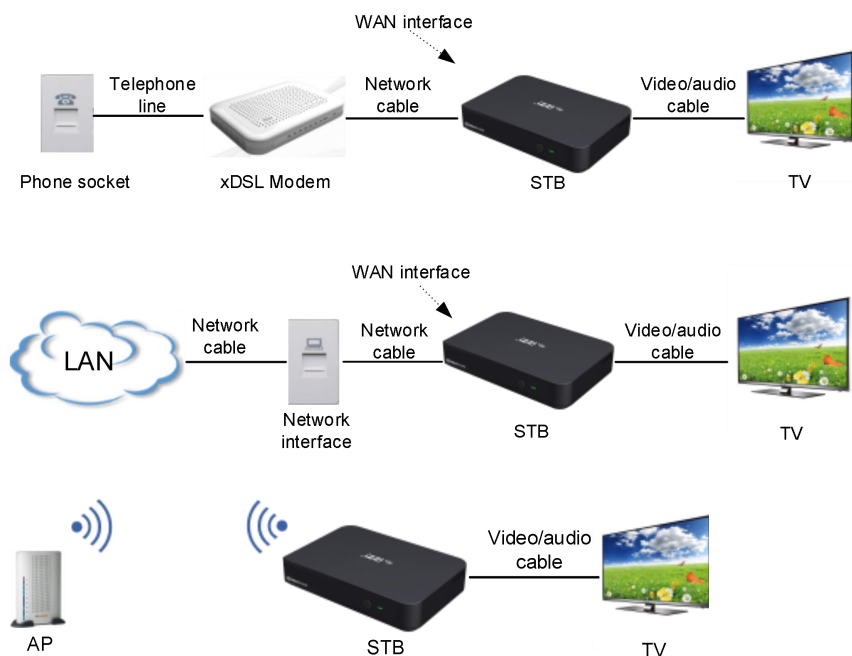 WAN interface
Telephone
line
Network
cable
Video/audio
cable
Phone socket
xDSL Modem
STB
TV
WAN interface
LAN
Network
cable
Network
cable
Video/audio
cable
Network
interface
STB
TV
Video/audio
cable
AP
STB
TV